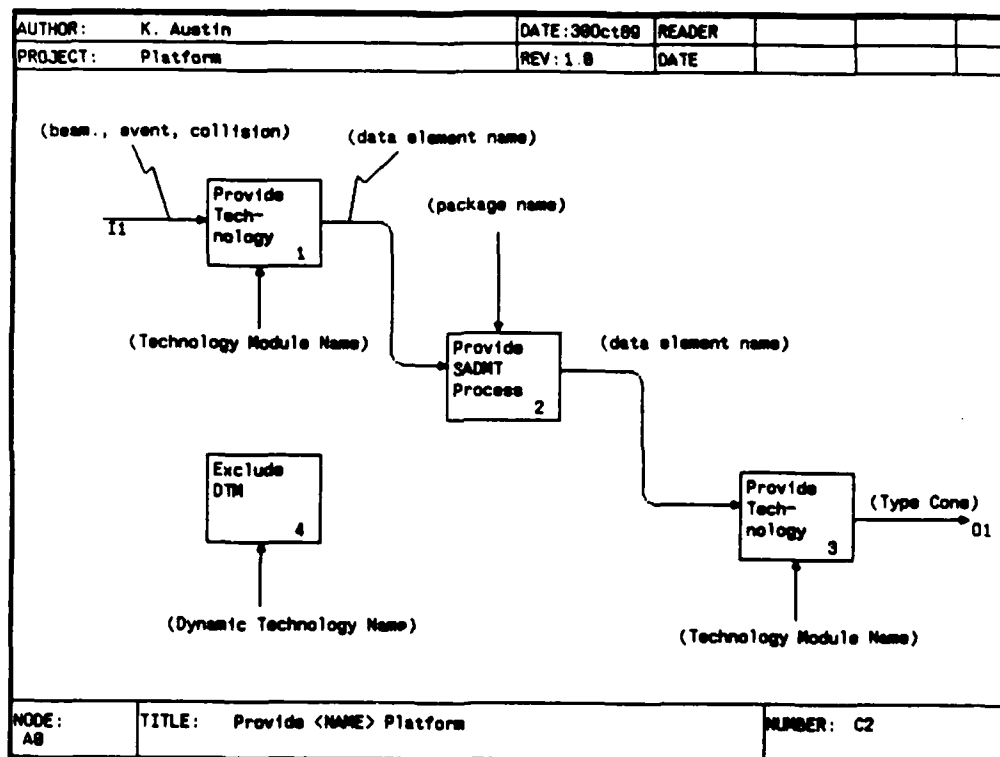 AUTHOR: K. Austin DATE:30Oct89 READER
PROJECT: Platform REV:1.0 DATE
(beam., event, collision) (data element name)
(package name)
Provide
Tech-
nology
1
I1
(Technology Module Name)
Provide
SADMT
Process
2
(data element name)
Exclude
DTM
4
(Dynamic Technology Name)
Provide
Tech-
nology
3
(Type Cone)
O1
(Technology Module Name)
NODE: TITLE: Provide <NAME> Platform NUMBER: C2
A0